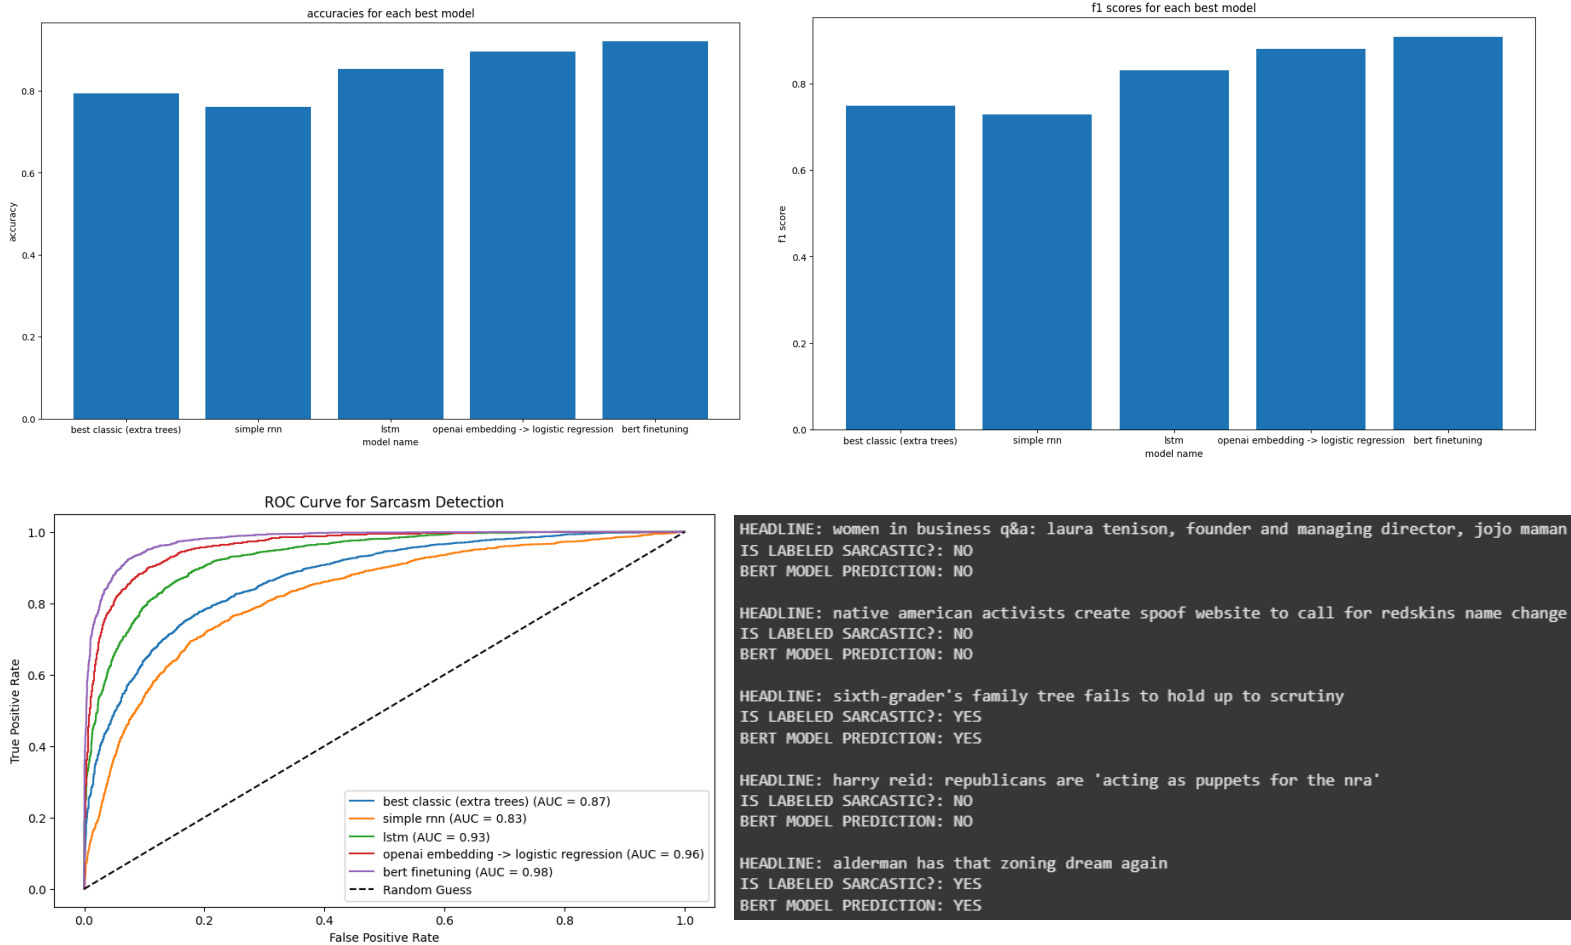 accuracies for each best model
accuracy
0.8
0.6
0.4
0.2
0.0
best classic (extra trees)
simple rnn
lstm
openai embedding -> logistic regression
bert finetuning
model name
f1 scores for each best model
f1 score
0.8
0.6
0.4
0.2
0.0
best classic (extra trees)
simple rnn
lstm
openai embedding -> logistic regression
bert finetuning
model name
ROC Curve for Sarcasm Detection
True Positive Rate
1.0
0.8
0.6
0.4
0.2
0.0
best classic (extra trees) (AUC = 0.87)
simple rnn (AUC = 0.83)
lstm (AUC = 0.93)
openai embedding -> logistic regression (AUC = 0.96)
bert finetuning (AUC = 0.98)
Random Guess
0.0
0.2
0.4
0.6
0.8
1.0
False Positive Rate
HEADLINE: women in business q&a: laura tenison, founder and managing director, jojo maman
IS LABELED SARCASTIC?: NO
BERT MODEL PREDICTION: NO
HEADLINE: native american activists create spoof website to call for redskins name change
IS LABELED SARCASTIC?: NO
BERT MODEL PREDICTION: NO
HEADLINE: sixth-grader's family tree fails to hold up to scrutiny
IS LABELED SARCASTIC?: YES
BERT MODEL PREDICTION: YES
HEADLINE: harry reid: republicans are 'acting as puppets for the nra'
IS LABELED SARCASTIC?: NO
BERT MODEL PREDICTION: NO
HEADLINE: alderman has that zoning dream again
IS LABELED SARCASTIC?: YES
BERT MODEL PREDICTION: YES